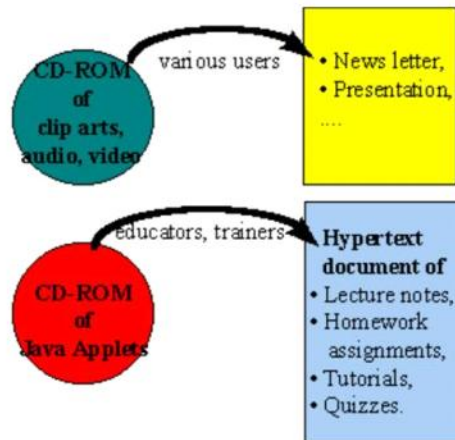 CD-ROM
of
clip arts,
audio, video
various users
• News letter,
• Presentation,
....
CD-ROM
of
Java Applets
educators, trainers
Hypertext
document of
• Lecture notes,
• Homework
assignments,
• Tutorials,
• Quizzes.